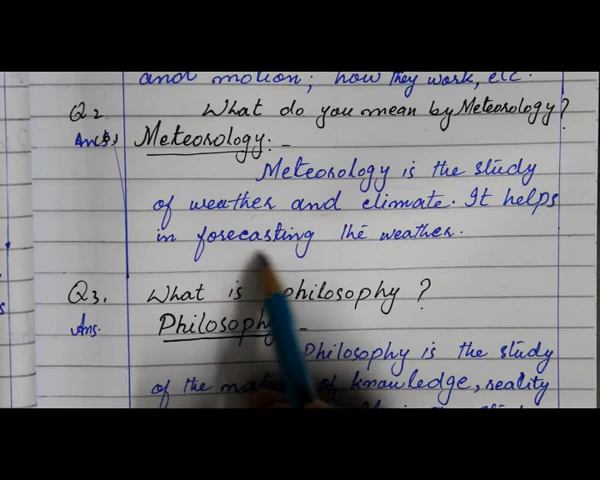 and motion; how they work, etc.
Q2 What do you mean by Meteorology?
Ans Meteorology: -
Meteorology is the study
of weather and climate. It helps
in forecasting the weather.
Q3. What is philosophy?
Ans. Philosophy -
Philosophy is the study
of the of knowledge, reality